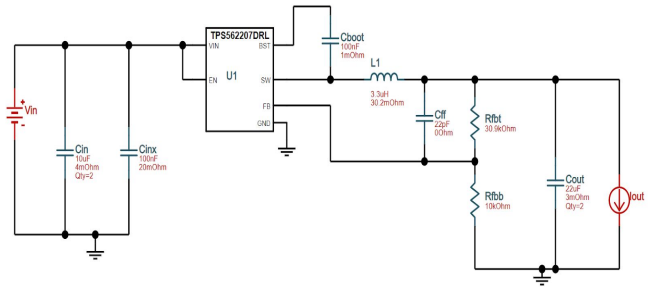 TPS562207DRL
VIN
BST
EN
U1
SW
FB
GND
Cboot
100nF
1mOhm
L1
3.3uH
30.2mOhm
Vin
Cin
10uF
4mOhm
Qty=2
Cinx
100nF
20mOhm
Cff
22pF
0Ohm
Rfbt
30.9kOhm
Rfbb
10kOhm
Cout
22uF
3mOhm
Qty=2
Iout